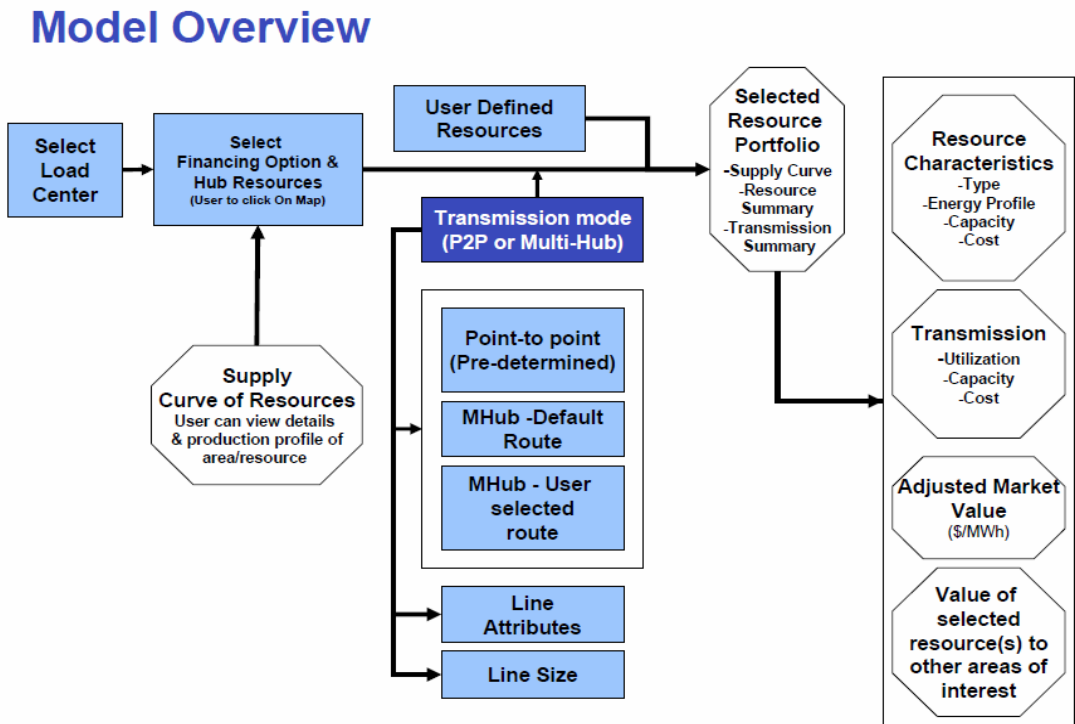 Model Overview
Select
Load
Center
Select
Financing Option &
Hub Resources
(User to click On Map)
User Defined
Resources
Transmission mode
(P2P or Multi-Hub)
Supply
Curve of Resources
User can view details
& production profile of
area/resource
Point-to point
(Pre-determined)
MHub -Default
Route
MHub - User
selected
route
Line
Attributes
Line Size
Selected
Resource
Portfolio
-Supply Curve
-Resource
Summary
-Transmission
Summary
Resource
Characteristics
-Type
-Energy Profile
-Capacity
-Cost
Transmission
-Utilization
-Capacity
-Cost
Adjusted Market
Value
($/MWh)
Value of
selected
resource(s) to
other areas of
interest